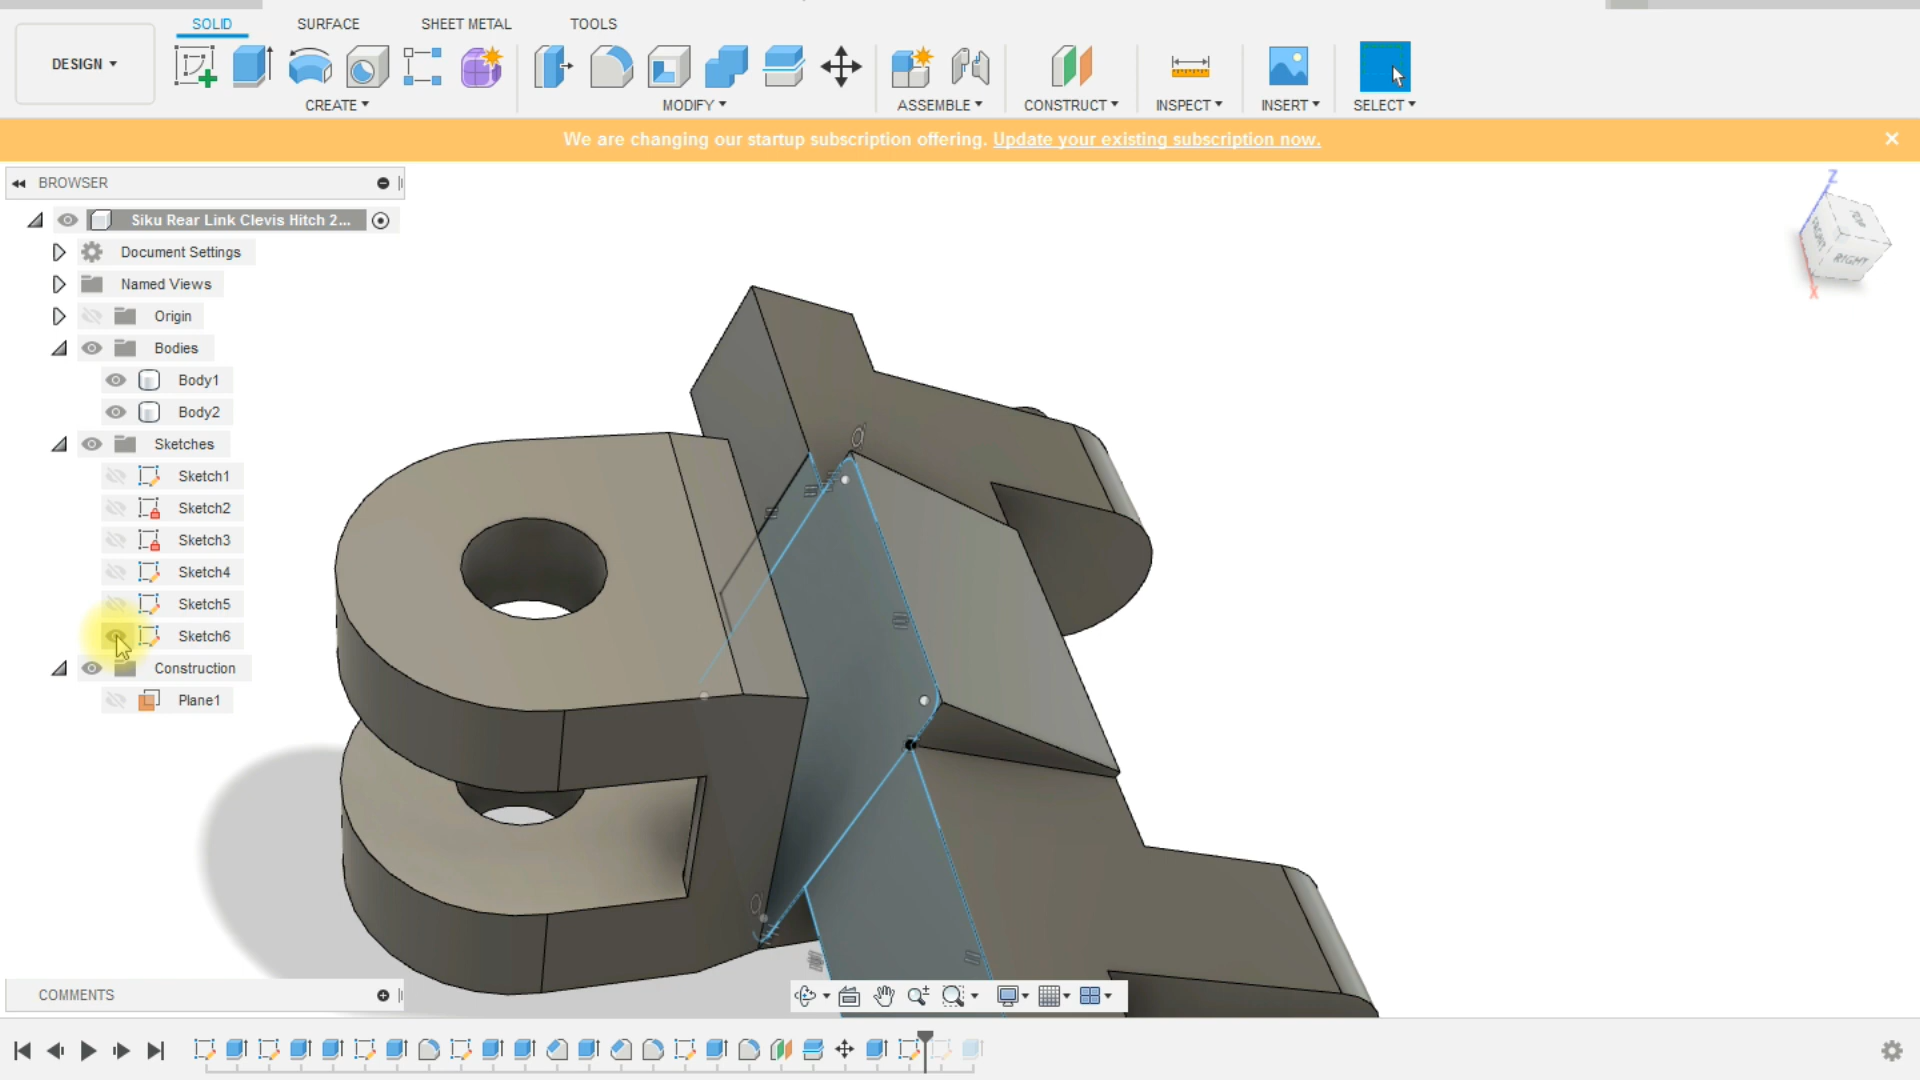 SOLID SURFACE SHEET METAL TOOLS
DESIGN
CREATE MODIFY ASSEMBLE CONSTRUCT INSPECT INSERT SELECT
We are changing our startup subscription offering. Update your existing subscription now.
BROWSER
Siku Rear Link Clevis Hitch 2...
Document Settings
Named Views
Origin
Bodies
Body1
Body2
Sketches
Sketch1
Sketch2
Sketch3
Sketch4
Sketch5
Sketch6
Construction
Plane1
Z
TOP
RIGHT
X
COMMENTS